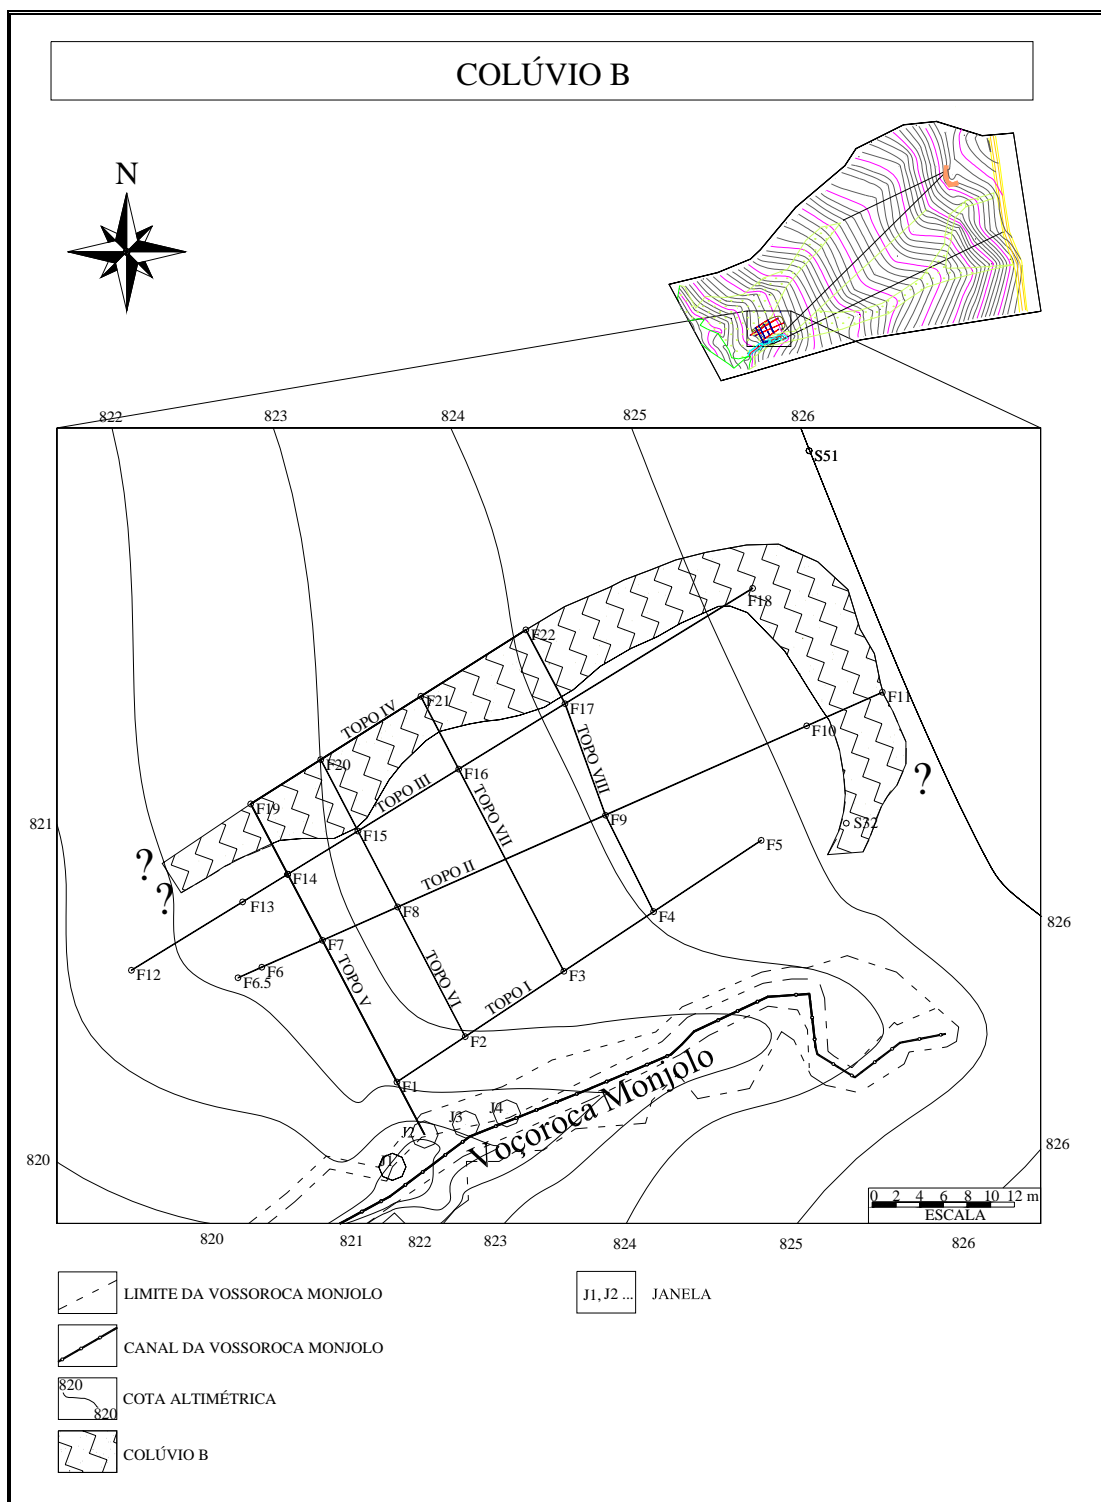 COLÚVIO B
N
822
823
824
825
826
S51
F18
F22
F11
F21
F17
F10
TOPO IV
TOPO VIII
F20
F16
?
TOPO III
TOPO VII
F19
F9
S32
821
F15
F5
?
F14
TOPO II
?
F13
F8
F4
826
F7
F12
F6
F3
F6.5
TOPO V
TOPO VI
TOPO I
F2
F1
Voçoroca Monjolo
J4
J3
J2
J1
820
826
0 2 4 6 8 10 12 m
ESCALA
820
821
822
823
824
825
826
LIMITE DA VOSSOROCA MONJOLO
J1, J2 ... JANELA
CANAL DA VOSSOROCA MONJOLO
820
820
COTA ALTIMÉTRICA
COLÚVIO B